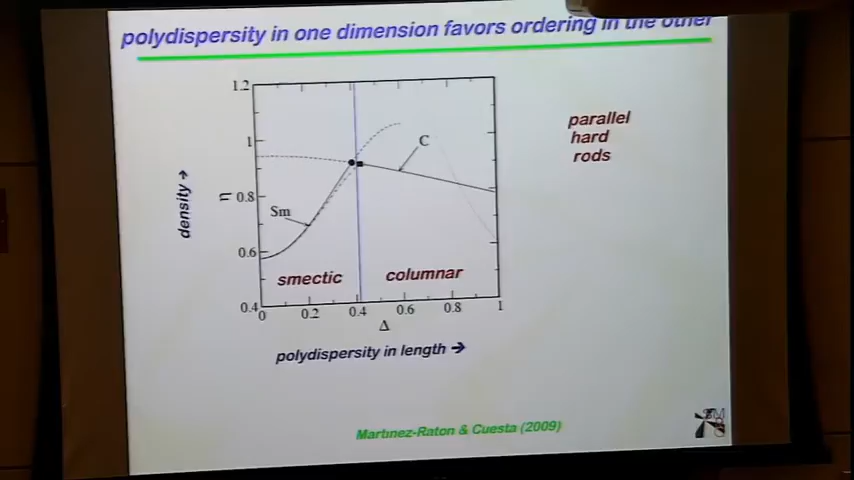 polydispersity in one dimension favors ordering in the other
1.2
1
0.8
0.6
0.4
0
0.2
0.4
0.6
0.8
1
density →
η
C
Sm
smectic
columnar
Δ
polydispersity in length →
parallel
hard
rods
Martinez-Raton & Cuesta (2009)